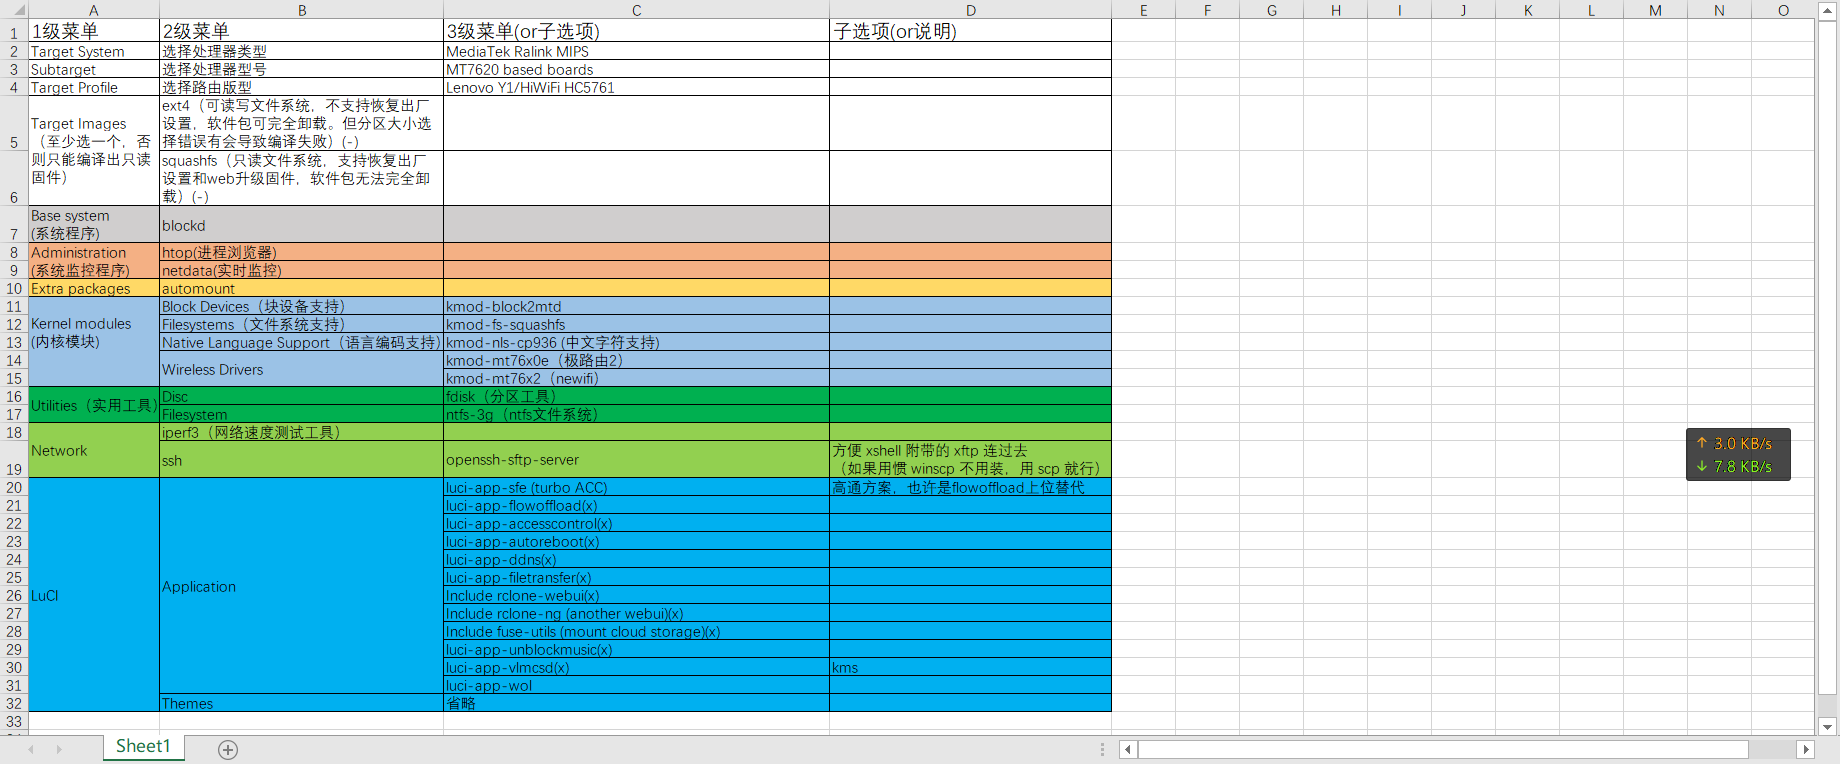 A B C D E F G H I J K L M N O
1 1级菜单 2级菜单 3级菜单(or子选项) 子选项(or说明)
2 Target System 选择处理器类型 MediaTek Ralink MIPS
3 Subtarget 选择处理器型号 MT7620 based boards
4 Target Profile 选择路由版型 Lenovo Y1/HiWiFi HC5761
5 Target Images
（至少选一个，否
则只能编译出只读
固件）
ext4（可读写文件系统，不支持恢复出厂
设置，软件包可完全卸载。但分区大小选
择错误有会导致编译失败）(-)
6 squashfs（只读文件系统，支持恢复出厂
设置和web升级固件，软件包无法完全卸
载）(-)
7 Base system
(系统程序)
blockd
8 Administration htop(进程浏览器)
9 (系统监控程序) netdata(实时监控)
10 Extra packages automount
11 Block Devices（块设备支持） kmod-block2mtd
12 Kernel modules Filesystems（文件系统支持） kmod-fs-squashfs
13 (内核模块) Native Language Support（语言编码支持） kmod-nls-cp936 (中文字符支持)
14 Wireless Drivers kmod-mt76x0e（极路由2）
15 kmod-mt76x2（newifi）
16 Utilities（实用工具） Disc fdisk（分区工具）
17 Filesystem ntfs-3g（ntfs文件系统）
18 Network iperf3（网络速度测试工具）
19 ssh openssh-sftp-server 方便 xshell 附带的 xftp 连过去
（如果用惯 winscp 不用装，用 scp 就行）
20 luci-app-sfe (turbo ACC) 高通方案，也许是flowoffload上位替代
21 luci-app-flowoffload(x)
22 luci-app-accesscontrol(x)
23 luci-app-autoreboot(x)
24 luci-app-ddns(x)
25 luci-app-filetransfer(x)
26 LuCI Application Include rclone-webui(x)
27 Include rclone-ng (another webui)(x)
28 Include fuse-utils (mount cloud storage)(x)
29 luci-app-unblockmusic(x)
30 luci-app-vlmcsd(x) kms
31 luci-app-wol
32 Themes 省略
33
↑ 3.0 KB/s
↓ 7.8 KB/s
Sheet1